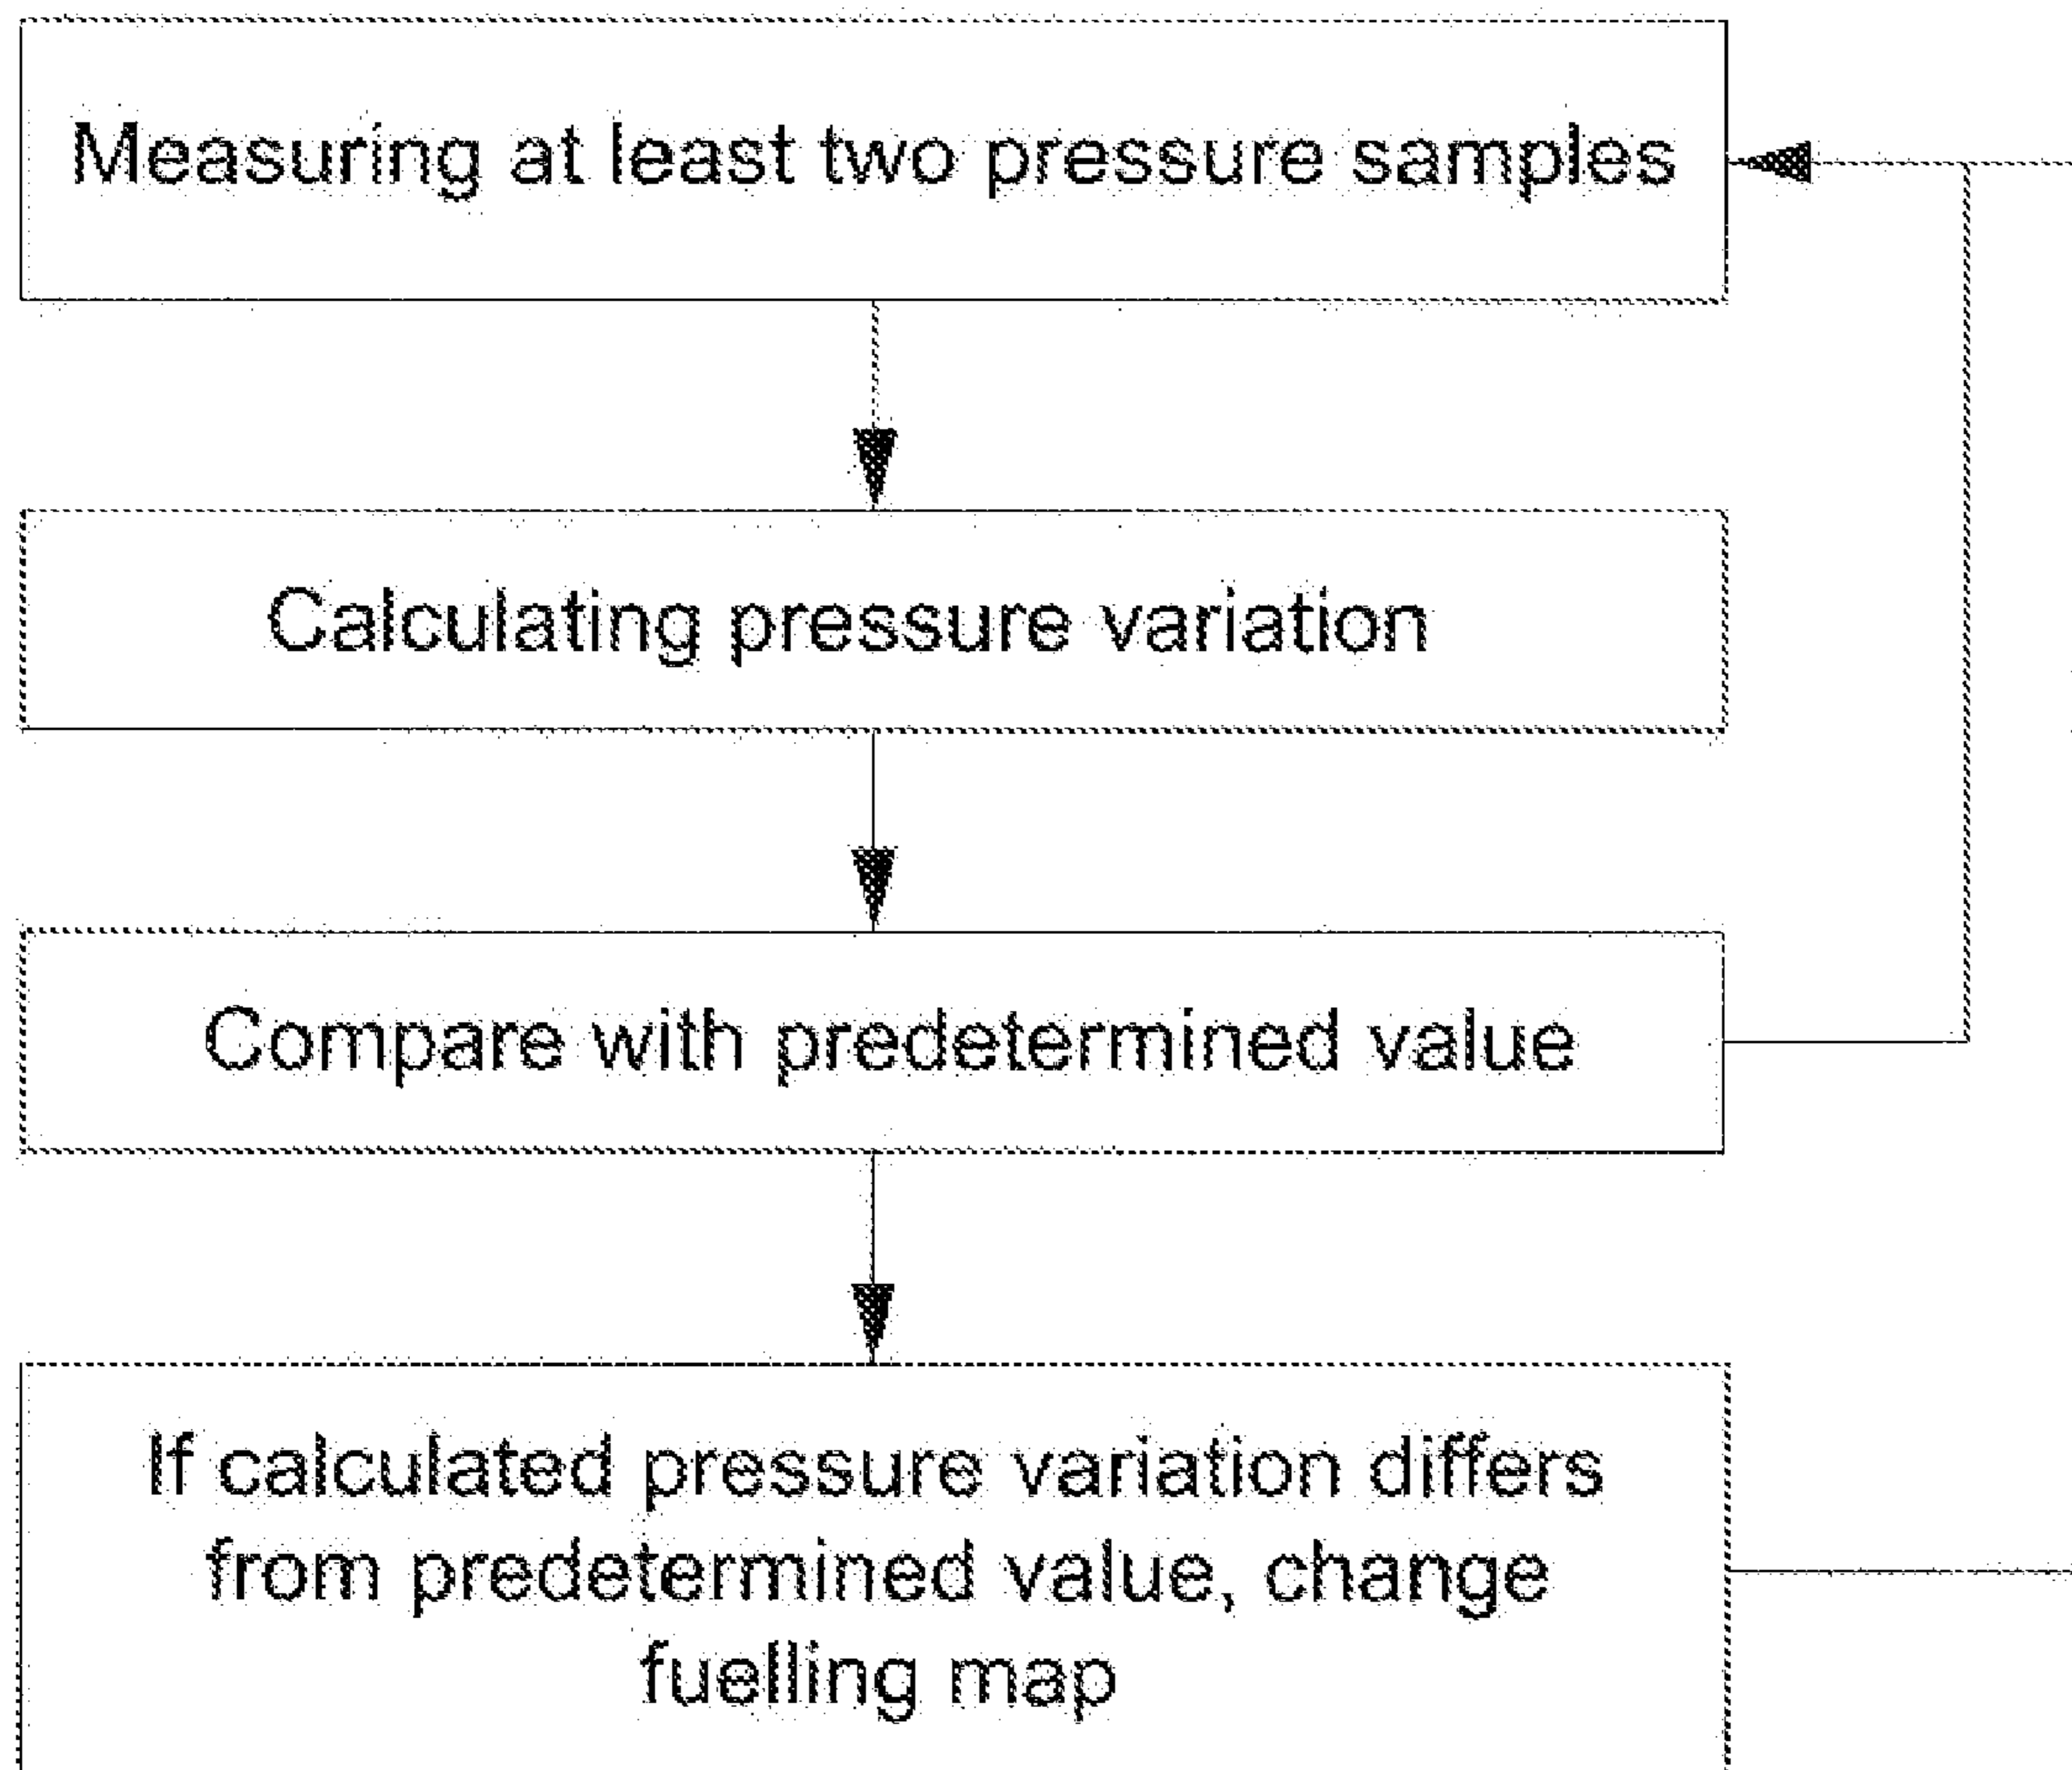 Measuring at least two pressure samples
Calculating pressure variation
Compare with predetermined value
If calculated pressure variation differs
from predetermined value, change
fuelling map